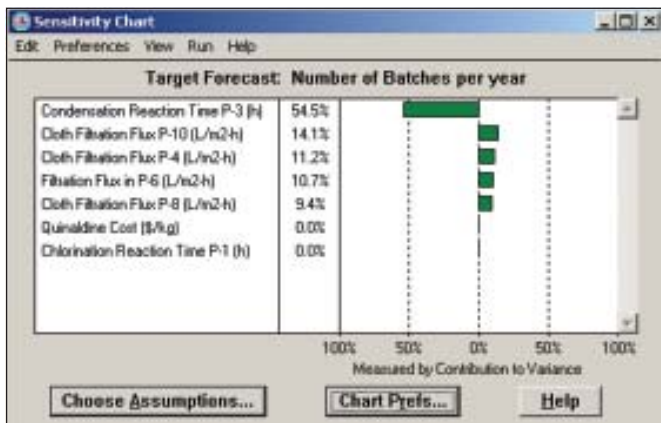 Sensitivity Chart
Edit Preferences View Run Help
Target Forecast: Number of Batches per year
Condensation Reaction Time P-3 (h) 54.5%
Cloth Filtration Flux P-10 (L/m2-h) 14.1%
Cloth Filtration Flux P-4 (L/m2-h) 11.2%
Filtration Flux in P-6 (L/m2-h) 10.7%
Cloth Filtration Flux P-8 (L/m2-h) 9.4%
Quinaldine Cost ($/kg) 0.0%
Chlorination Reaction Time P-1 (h) 0.0%
100% 50% 0% 50% 100%
Measured by Contribution to Variance
Choose Assumptions... Chart Prefs... Help